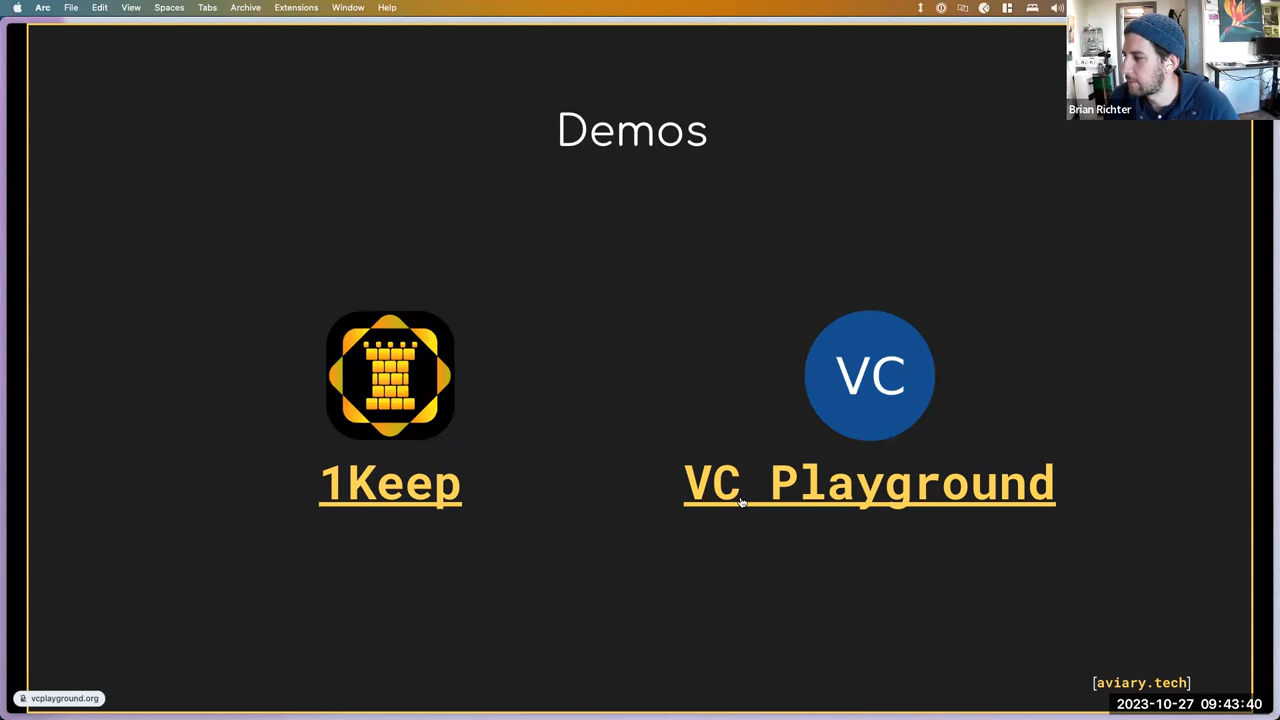 Arc File Edit View Spaces Tabs Archive Extensions Window Help
Brian Richter
Demos
VC
1Keep VC Playground
[aviary.tech]
vcplayground.org
2023-10-27 09:43:40